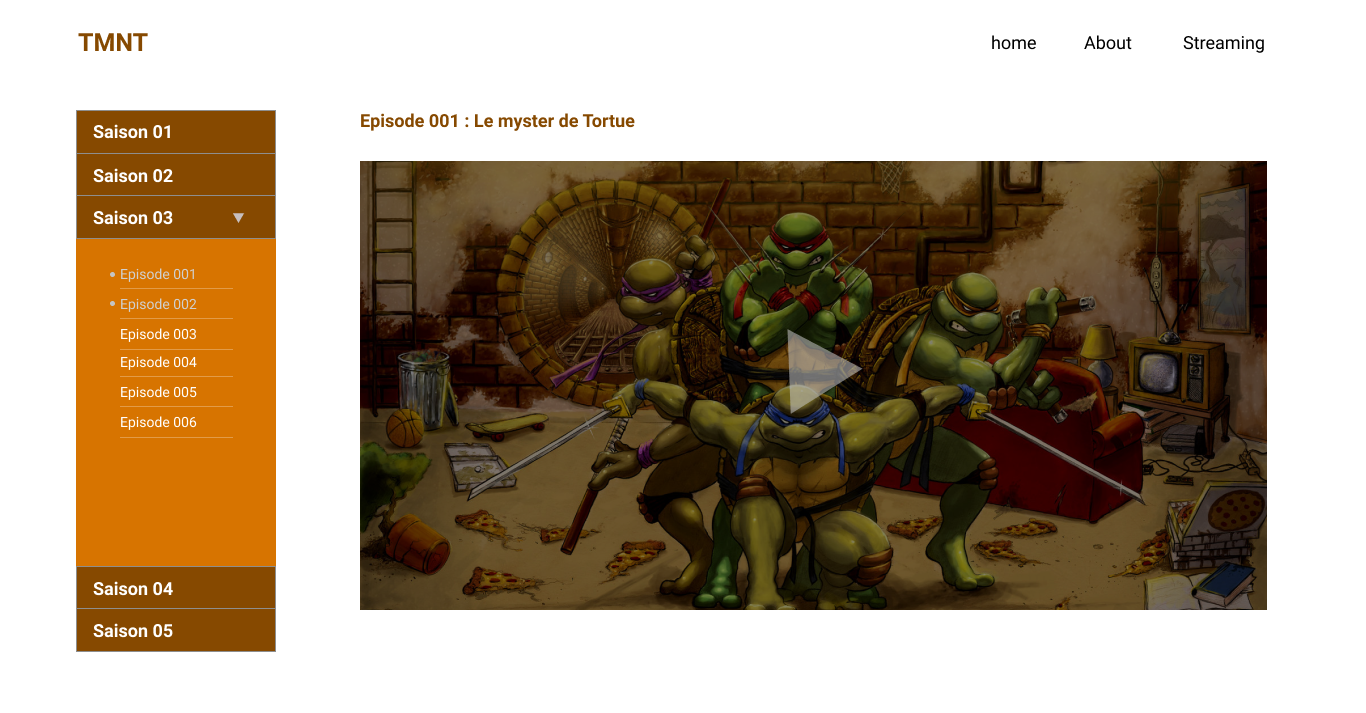 TMNT
home About Streaming
Saison 01
Saison 02
Saison 03
Episode 001
Episode 002
Episode 003
Episode 004
Episode 005
Episode 006
Saison 04
Saison 05
Episode 001 : Le myster de Tortue